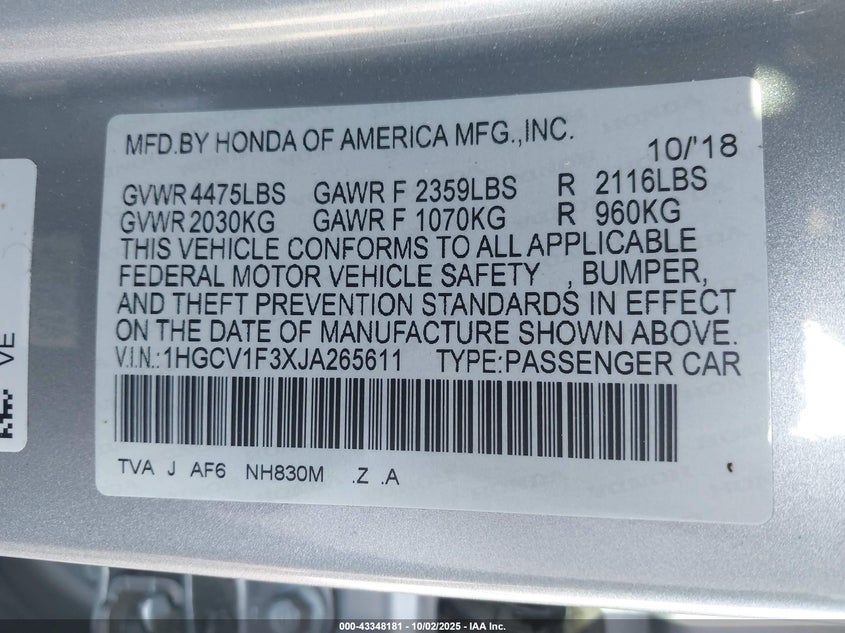 MFD.BY HONDA OF AMERICA MFG.,INC.
10/'18
GVWR 4475LBS GAWR F 2359LBS R 2116LBS
GVWR 2030KG GAWR F 1070KG R 960KG
THIS VEHICLE CONFORMS TO ALL APPLICABLE
FEDERAL MOTOR VEHICLE SAFETY , BUMPER,
AND THEFT PREVENTION STANDARDS IN EFFECT
ON THE DATE OF MANUFACTURE SHOWN ABOVE.
V.I.N.:1HGCV1F3XJA265611 TYPE:PASSENGER CAR
TVA J AF6 NH830M .Z .A
VE
000-43348181 - 10/02/2025 - IAA Inc.